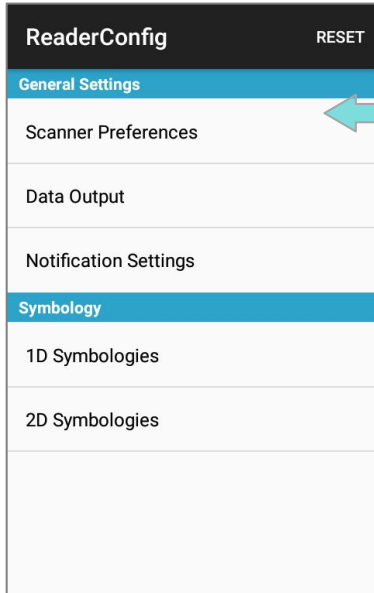 ReaderConfig RESET
General Settings
Scanner Preferences
Data Output
Notification Settings
Symbology
1D Symbologies
2D Symbologies